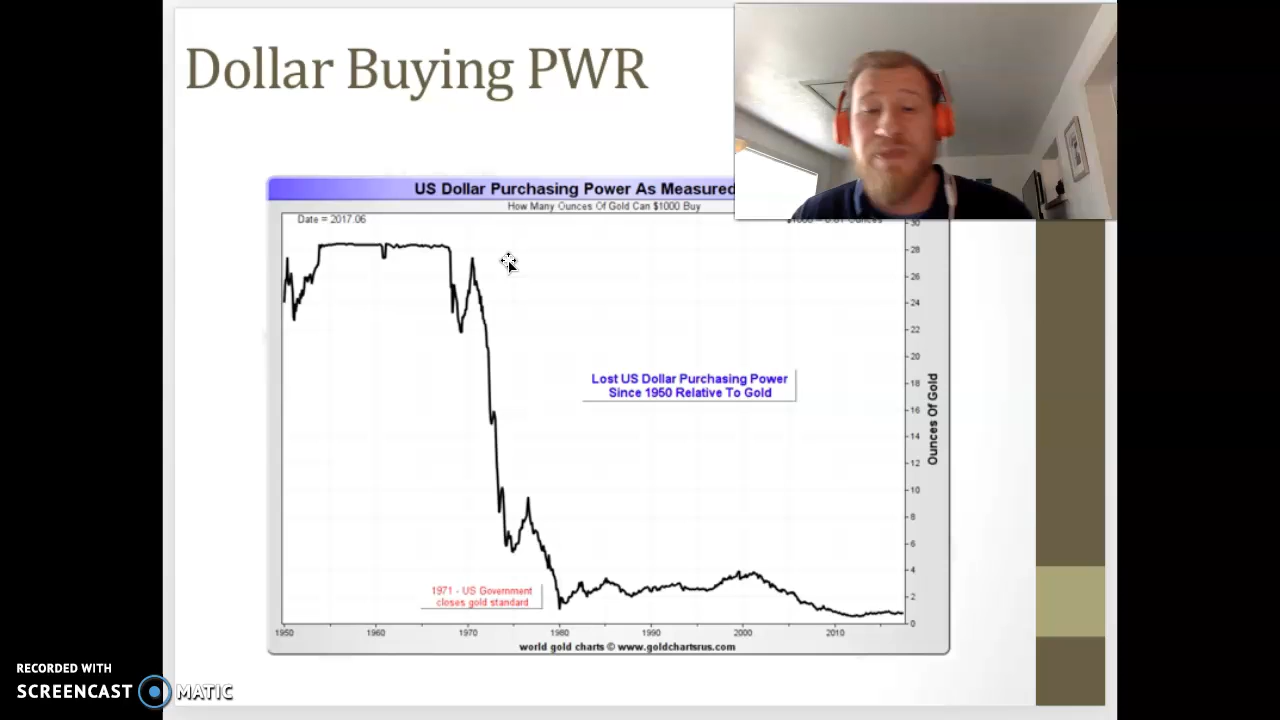 Dollar Buying PWR
US Dollar Purchasing Power As Measured
How Many Ounces Of Gold Can $1000 Buy
Date = 2017.06
30
28
26
24
22
20
18
16
14
12
10
8
6
4
2
0
Ounces Of Gold
Lost US Dollar Purchasing Power
Since 1950 Relative To Gold
1971 - US Government
closes gold standard
1950 1960 1970 1980 1990 2000 2010
world gold charts © www.goldchartsrus.com
RECORDED WITH
SCREENCAST MATIC